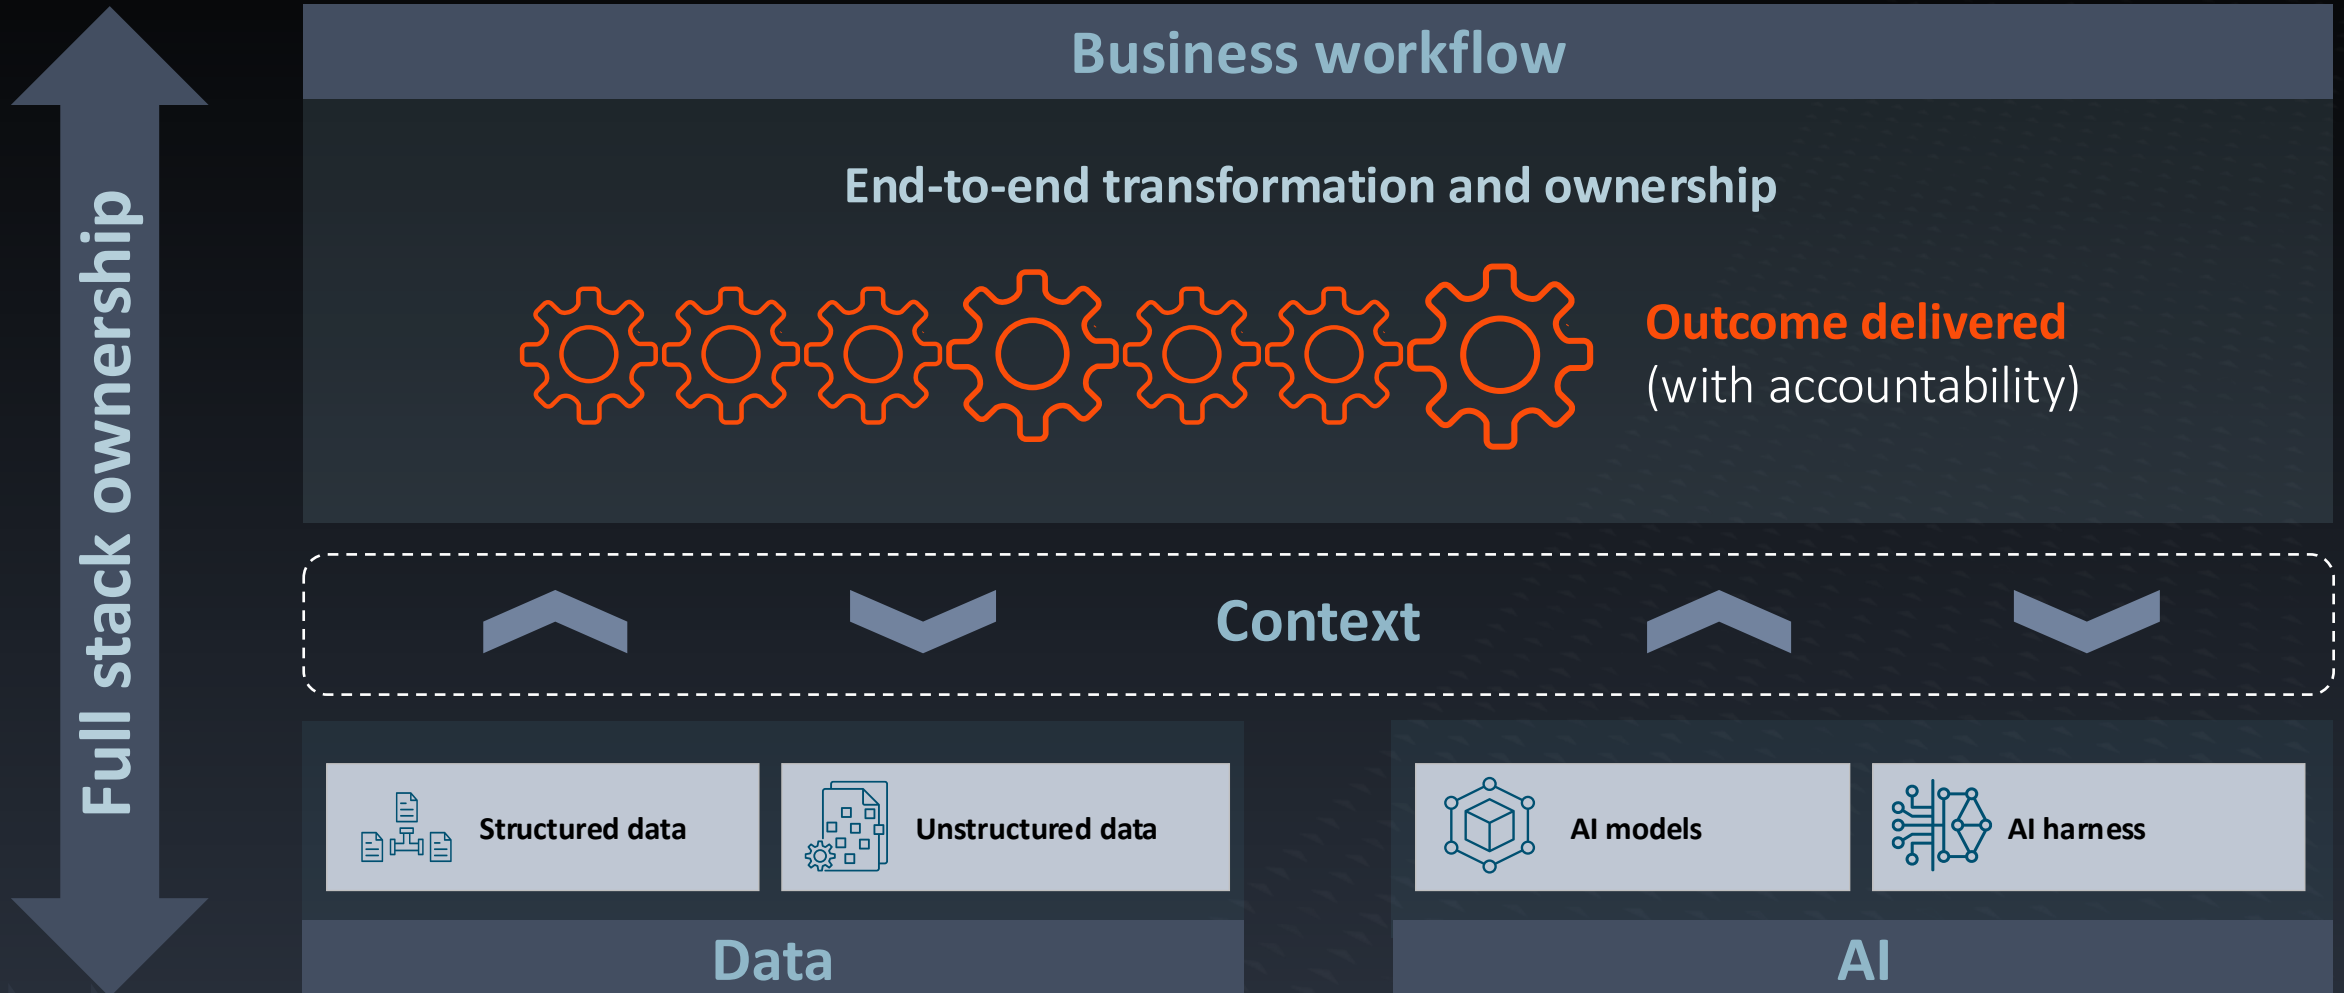 Full stack ownership
Business workflow
End-to-end transformation and ownership
Outcome delivered
(with accountability)
Context
Structured data
Unstructured data
AI models
AI harness
Data
AI